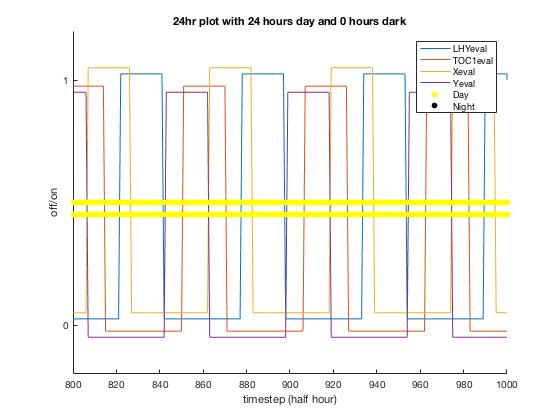 24hr plot with 24 hours day and 0 hours dark
LHYeval
TOC1eval
Xeval
Yeval
Day
Night
1
0
off/on
800 820 840 860 880 900 920 940 960 980 1000
timestep (half hour)